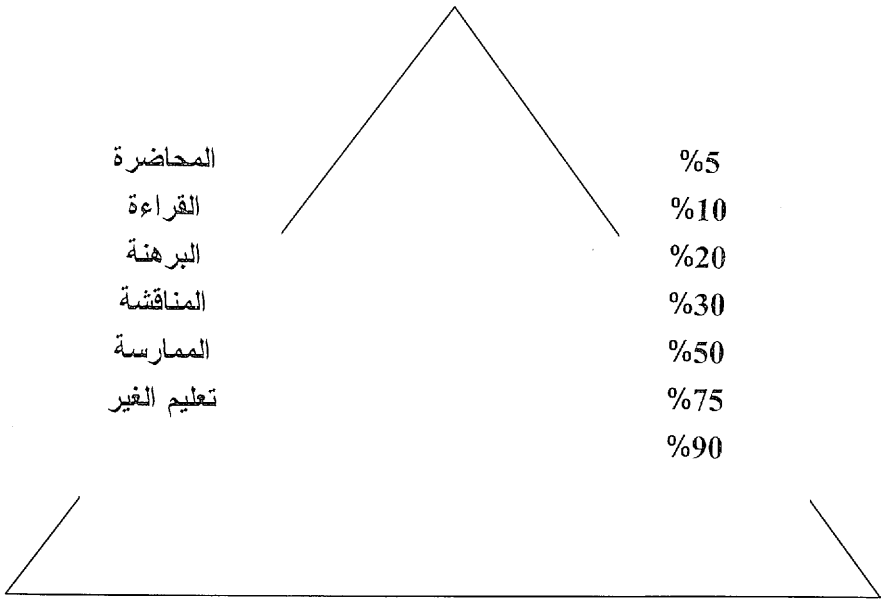 المحاضرة %5
القراءة %10
البرهنة %20
المناقشة %30
الممارسة %50
تعليم الغير %75
%90